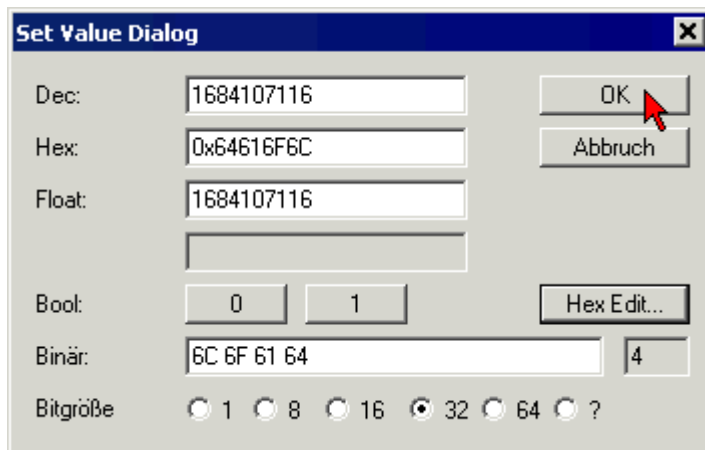 Set Value Dialog
Dec: 1684107116 OK
Hex: 0x64616F6C Abbruch
Float: 1684107116
Bool: 0 1 Hex Edit...
Binär: 6C 6F 61 64 4
Bitgröße 1 8 16 32 64 ?